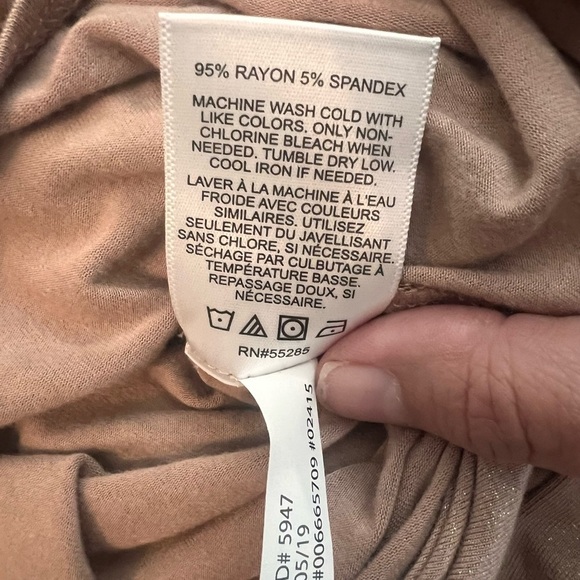 95% RAYON 5% SPANDEX
MACHINE WASH COLD WITH
LIKE COLORS. ONLY NON-
CHLORINE BLEACH WHEN
NEEDED. TUMBLE DRY LOW.
COOL IRON IF NEEDED.
LAVER À LA MACHINE À L'EAU
FROIDE AVEC COULEURS
SIMILAIRES. UTILISEZ
SEULEMENT DU JAVELLISANT
SANS CHLORE, SI NÉCESSAIRE.
SÉCHAGE PAR CULBUTAGE À
TEMPÉRATURE BASSE.
REPASSAGE DOUX, SI
NÉCESSAIRE.
RN#55285
D# 5947
05/19
#006665709 #02415